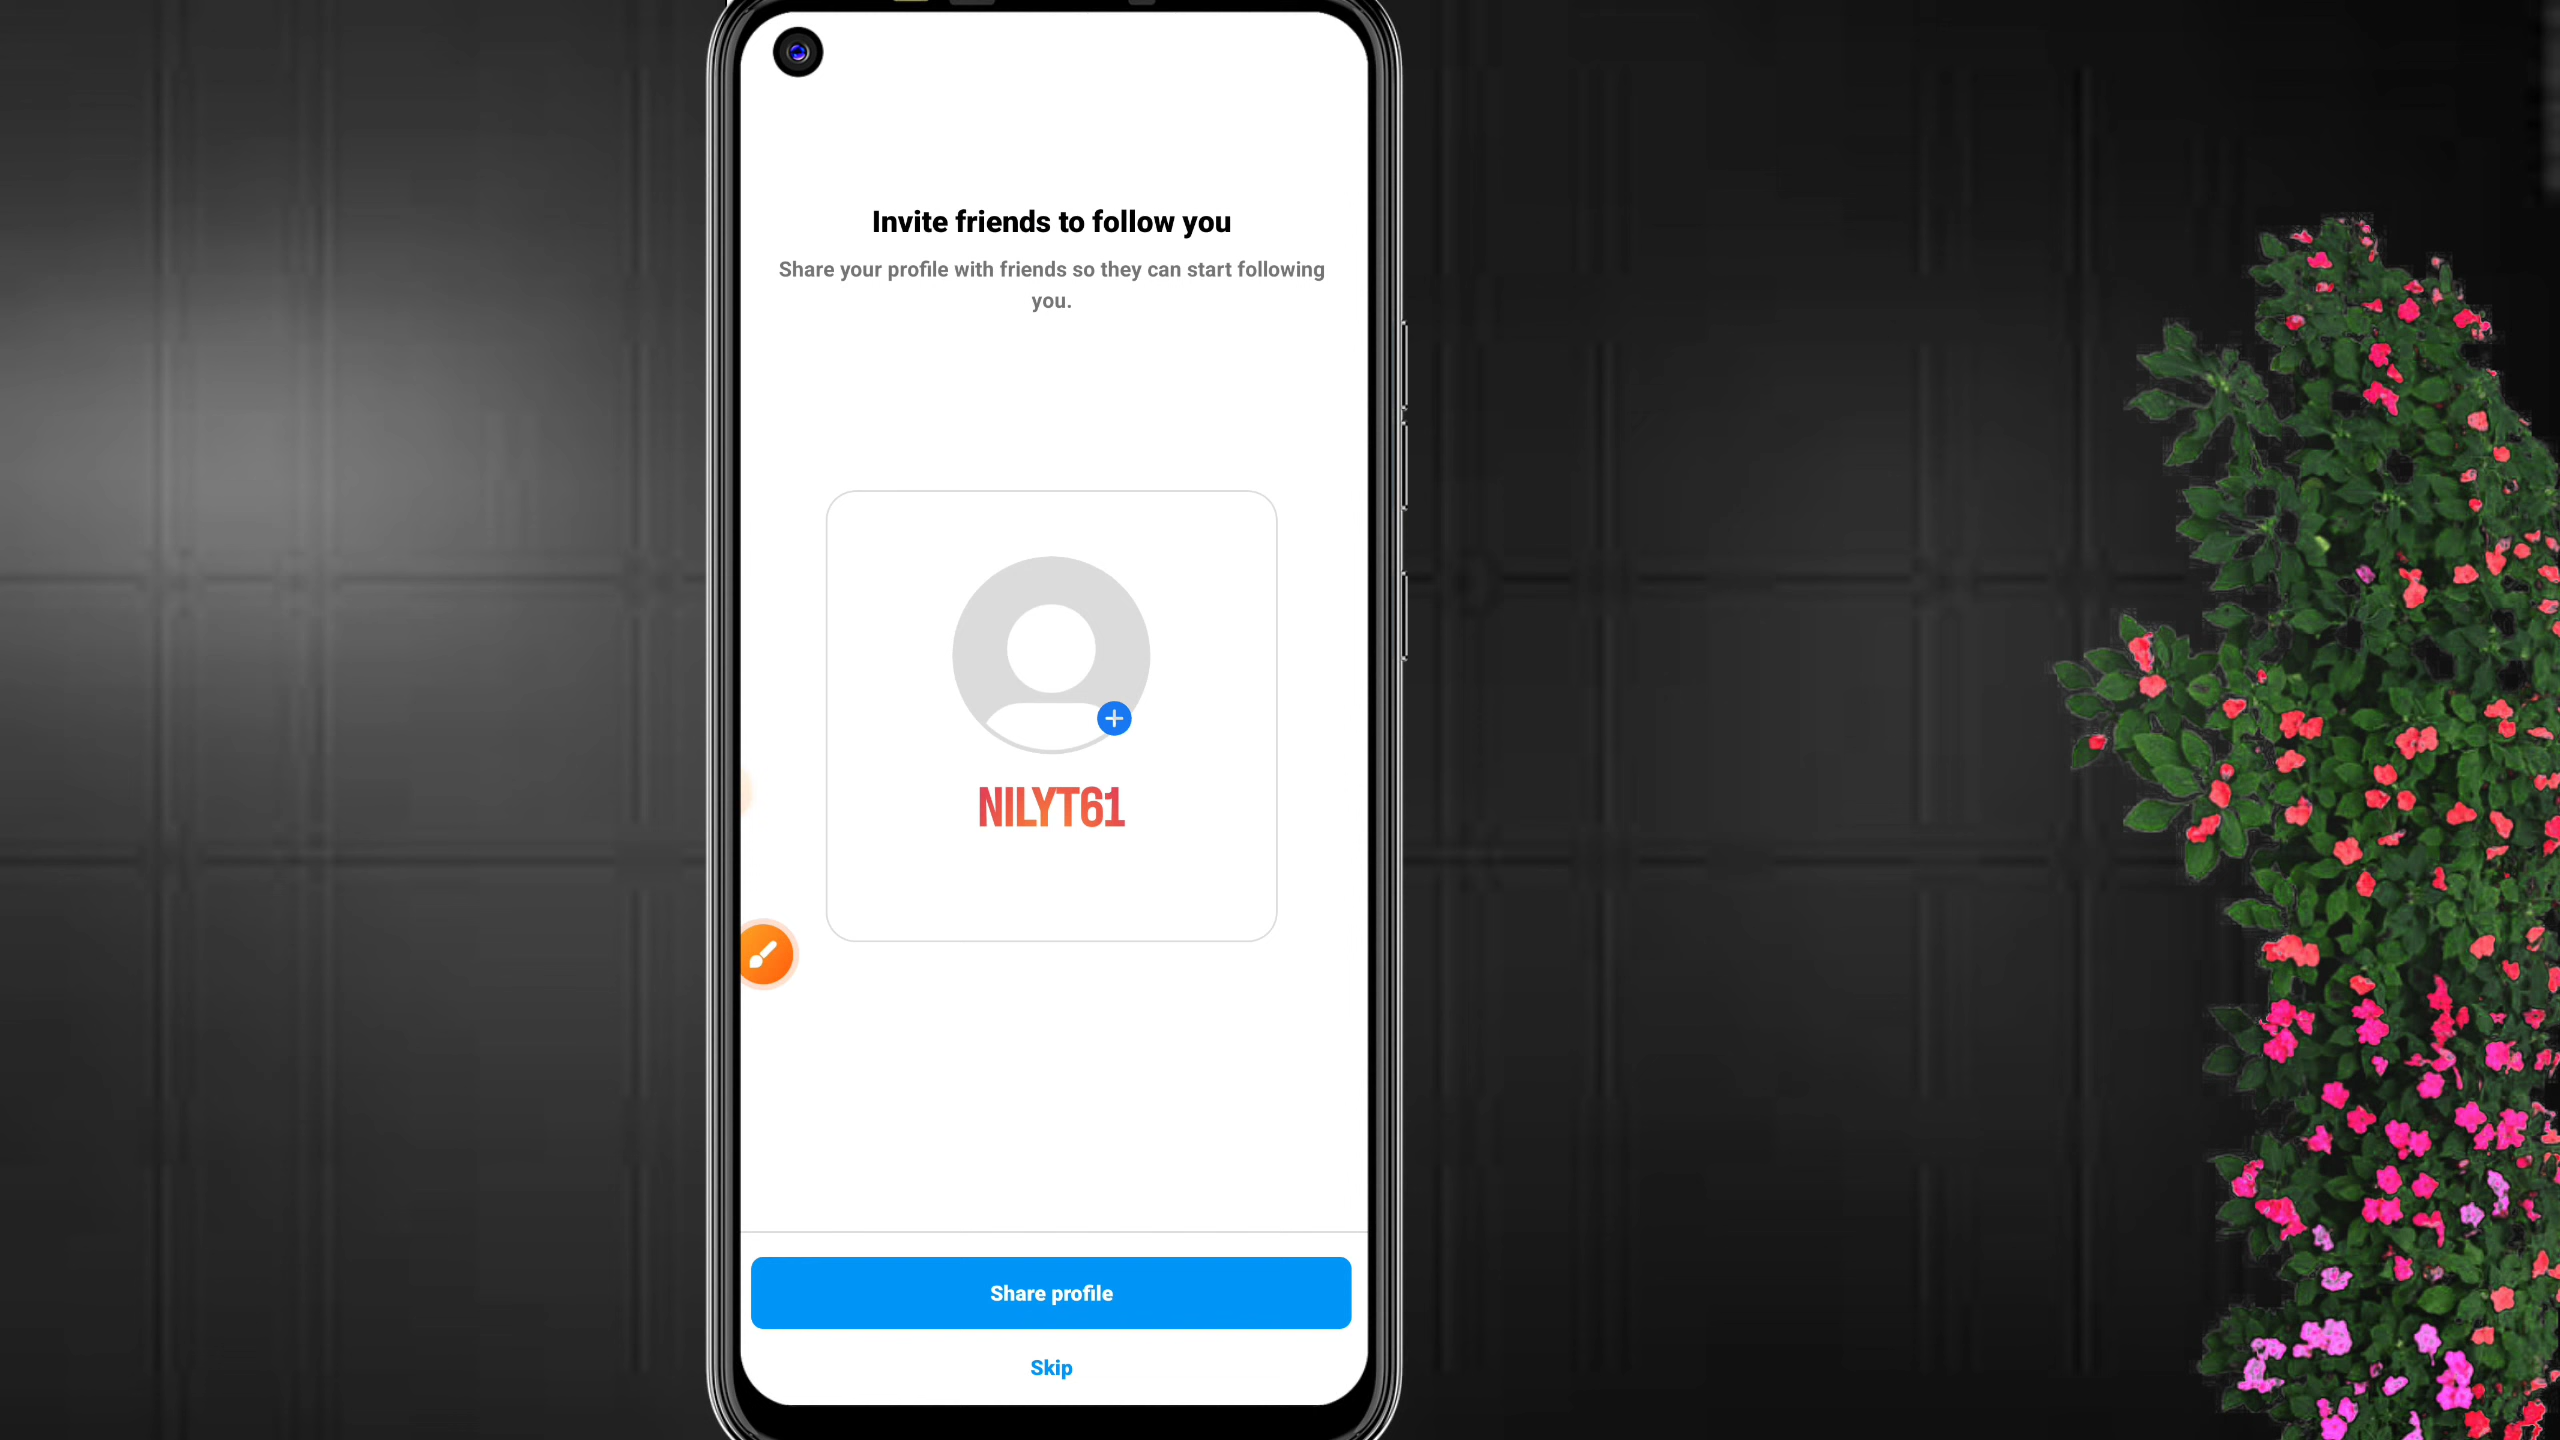 Invite friends to follow you
Share your profile with friends so they can start following
you.
NILYT61
Share profile
Skip